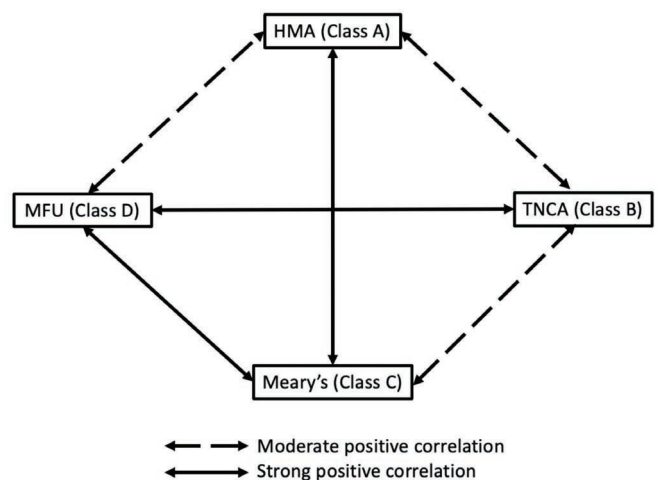 HMA (Class A)
MFU (Class D)
TNCA (Class B)
Meary's (Class C)
Moderate positive correlation
Strong positive correlation